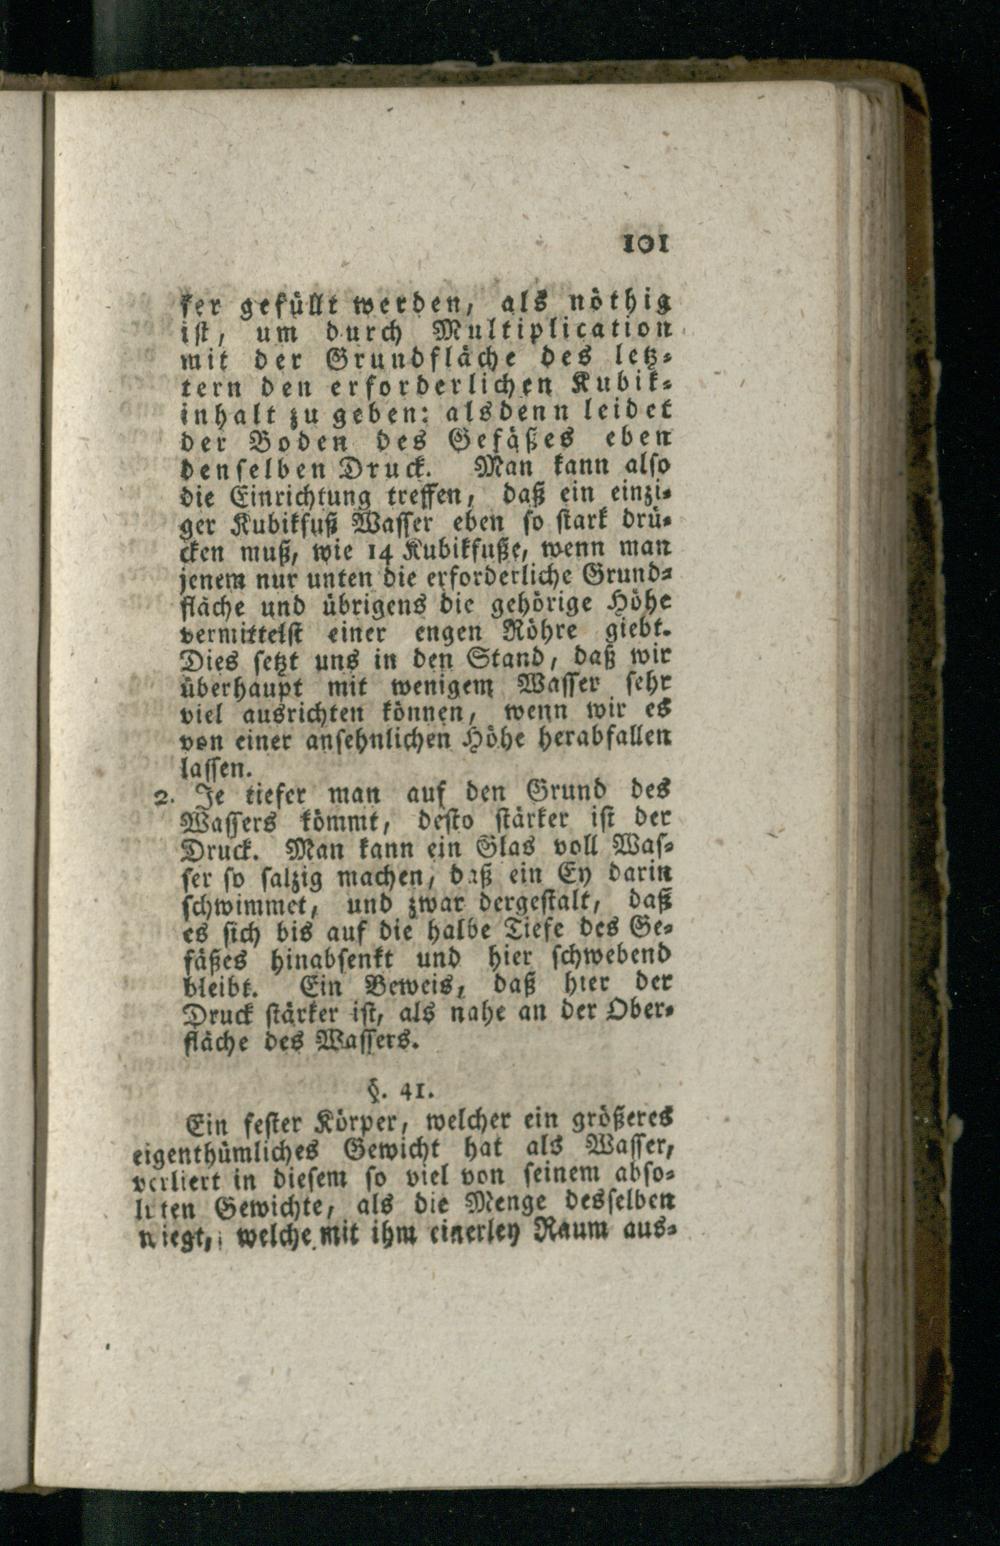 101
ser gefüllt werden, als nöthig
ist, um durch Multiplication
mit der Grundfläche des letz-
tern den erforderlichen Kubik-
inhalt zu geben: alsdenn leidet
der Boden des Gefäßes eben
denselben Druck. Man kann also
die Einrichtung treffen, daß ein einzi-
ger Kubikfuß Wasser eben so stark drü-
cken muß, wie 14 Kubikfuße, wenn man
jenem nur unten die erforderliche Grund-
fläche und übrigens die gehörige Höhe
vermittelst einer engen Röhre giebt.
Dies setzt uns in den Stand, daß wir
überhaupt mit wenigem Wasser sehr
viel ausrichten können, wenn wir es
von einer ansehnlichen Höhe herabfallen
lassen.
2. Je tiefer man auf den Grund des
Wassers kömmt, desto stärker ist der
Druck. Man kann ein Glas voll Was-
ser so salzig machen, daß ein Ey darin
schwimmet, und zwar dergestalt, daß
es sich bis auf die halbe Tiefe des Ge-
fäßes hinabsenkt und hier schwebend
bleibt. Ein Beweis, daß hier der
Druck stärker ist, als nahe an der Ober-
fläche des Wassers.
§. 41.
Ein fester Körper, welcher ein größeres
eigenthümliches Gewicht hat als Wasser,
verliert in diesem so viel von seinem abso-
luten Gewichte, als die Menge desselben
wiegt, welche mit ihm einerley Raum aus-